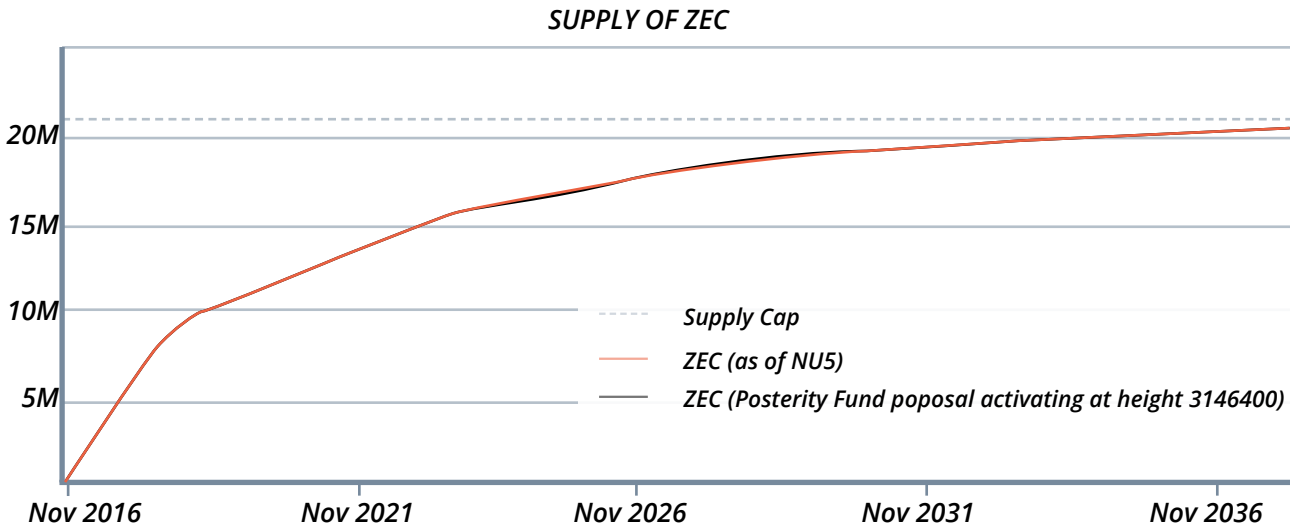 SUPPLY OF ZEC
20M
15M
10M
5M
Supply Cap
ZEC (as of NU5)
ZEC (Posterity Fund poposal activating at height 3146400)
Nov 2016 Nov 2021 Nov 2026 Nov 2031 Nov 2036